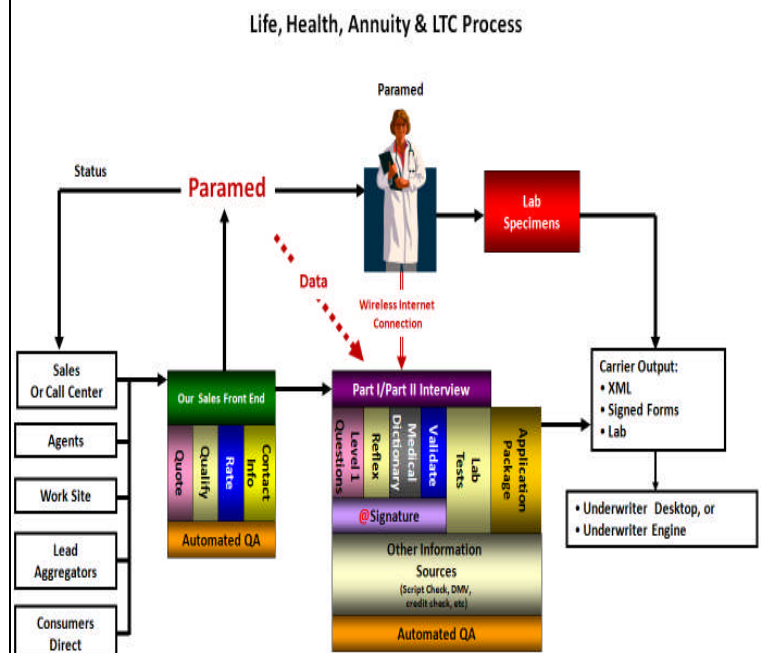 Life, Health, Annuity & LTC Process
Paramed
Status
Paramed
Lab
Specimens
Data
Wireless Internet
Connection
Sales
Or Call Center
Agents
Work Site
Lead
Aggregators
Consumers
Direct
Our Sales Front End
Quote
Qualify
Rate
Contact
Info
Automated QA
Part I/Part II Interview
Level 1
Questions
Reflex
Medical
Dictionary
Validate
Lab
Tests
Application
Package
@Signature
Other Information
Sources
(Script Check, DMV,
credit check, etc)
Automated QA
Carrier Output:
• XML
• Signed Forms
• Lab
• Underwriter Desktop, or
• Underwriter Engine